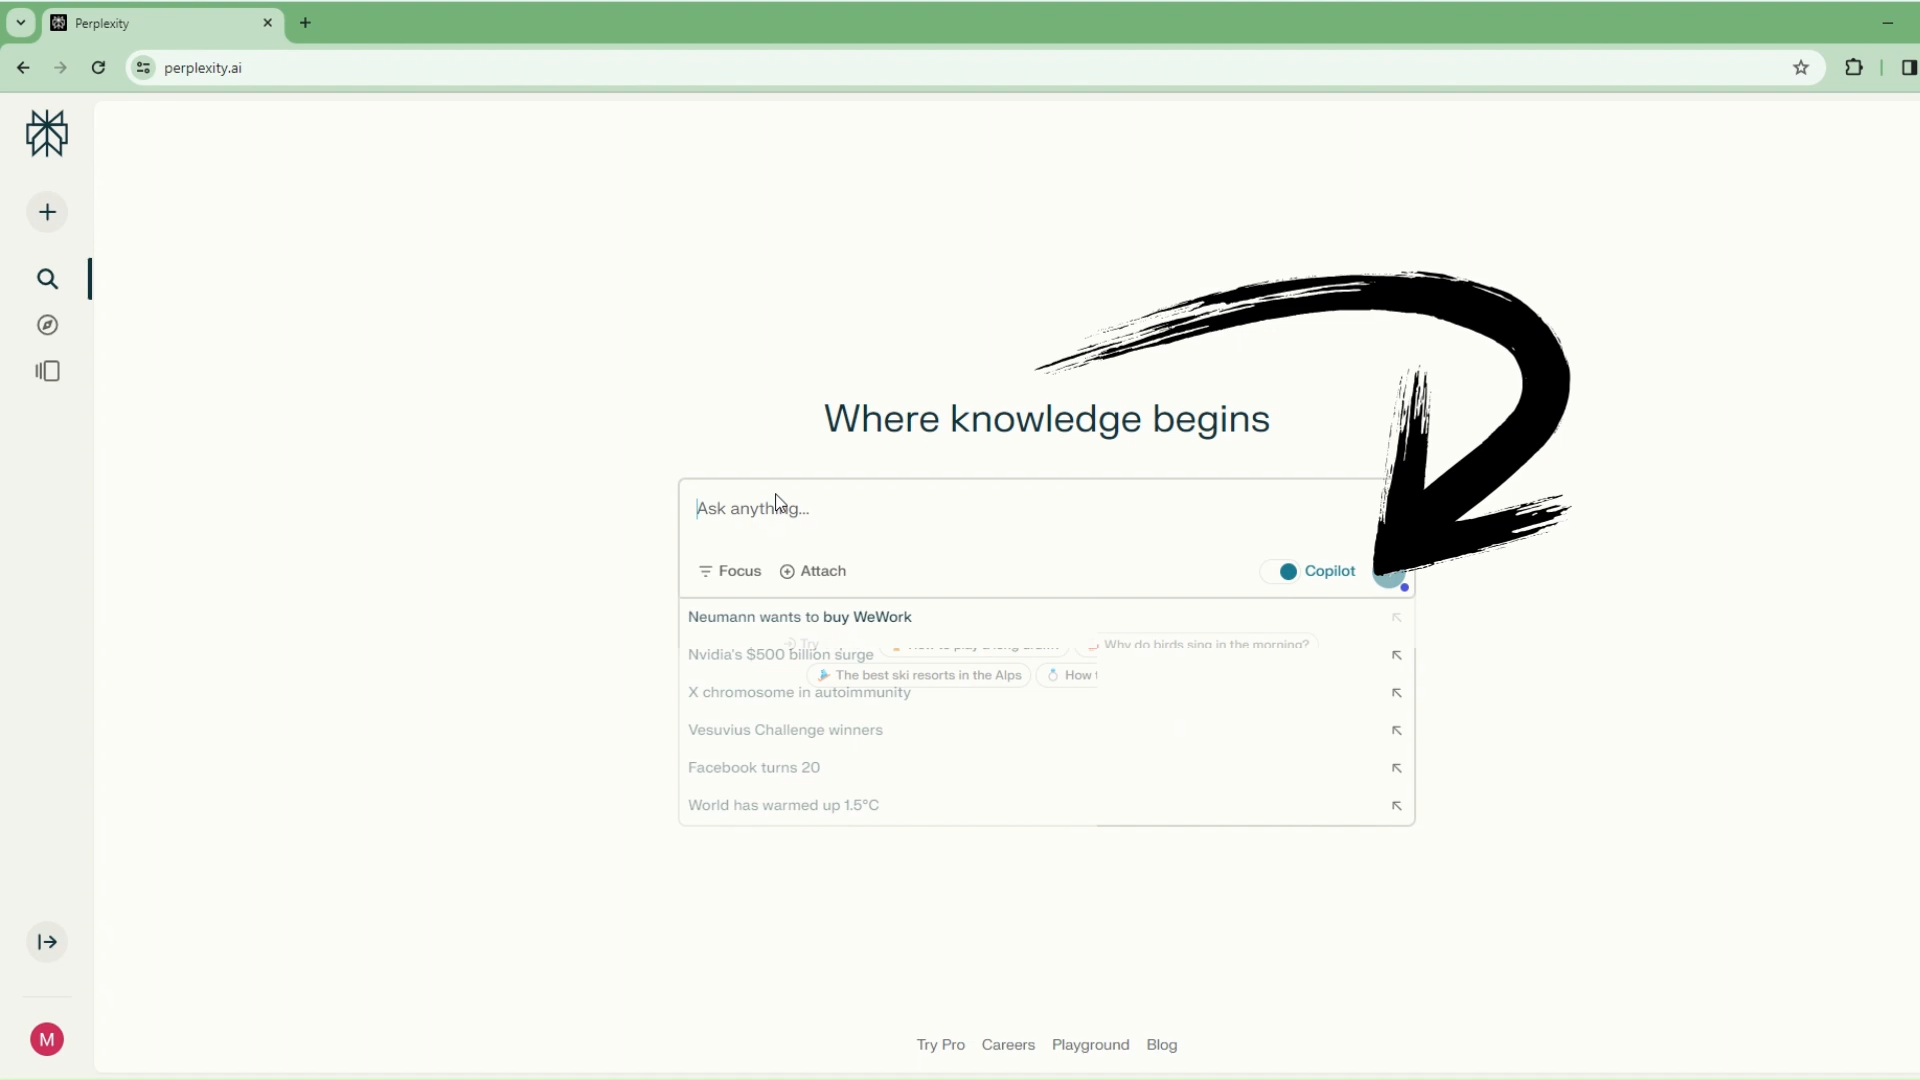 Perplexity
perplexity.ai
Where knowledge begins
Ask anything...
Focus
Attach
Copilot
Neumann wants to buy WeWork
Try
Why do birds sing in the morning?
Nvidia's $500 billion surge
The best ski resorts in the Alps
How
X chromosome in autoimmunity
Vesuvius Challenge winners
Facebook turns 20
World has warmed up 1.5°C
M
Try Pro
Careers
Playground
Blog